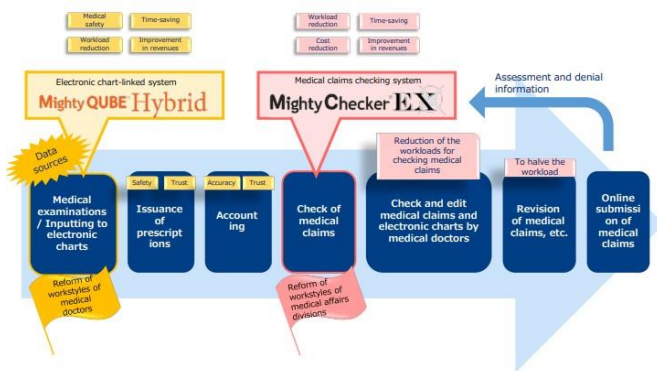 Medical
safety
Time-saving
Workload
reduction
Improvement
in revenues
Workload
reduction
Time-saving
Cost
reduction
Improvement
in revenues
Electronic chart-linked system
Mighty QUBE Hybrid
Medical claims checking system
Mighty Checker EX
Assessment and denial
information
Data
sources
Reduction of the
workloads for
checking medical
claims
To halve the
workload
Safety
Trust
Accuracy
Trust
Medical
examinations
/ Inputting to
electronic
charts
Issuance
of
prescript
ions
Account
ing
Check of
medical
claims
Check and edit
medical claims and
electronic charts by
medical doctors
Revision
of medical
claims, etc.
Online
submissi
on of
medical
claims
Reform of
workstyles of
medical
doctors
Reform of
workstyles of
medical affairs
divisions